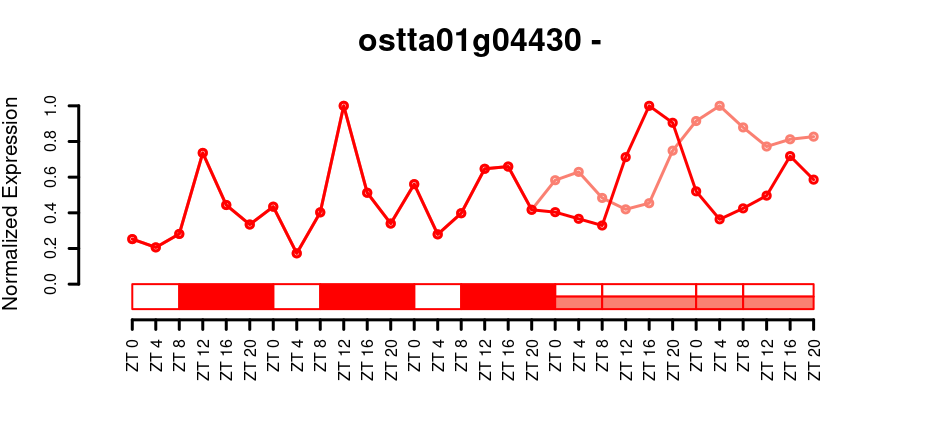 ostta01g04430 -
Normalized Expression
0.0 0.2 0.4 0.6 0.8 1.0
ZT 0 ZT 4 ZT 8 ZT 12 ZT 16 ZT 20 ZT 0 ZT 4 ZT 8 ZT 12 ZT 16 ZT 20 ZT 0 ZT 4 ZT 8 ZT 12 ZT 16 ZT 20 ZT 0 ZT 4 ZT 8 ZT 12 ZT 16 ZT 20 ZT 0 ZT 4 ZT 8 ZT 12 ZT 16 ZT 20